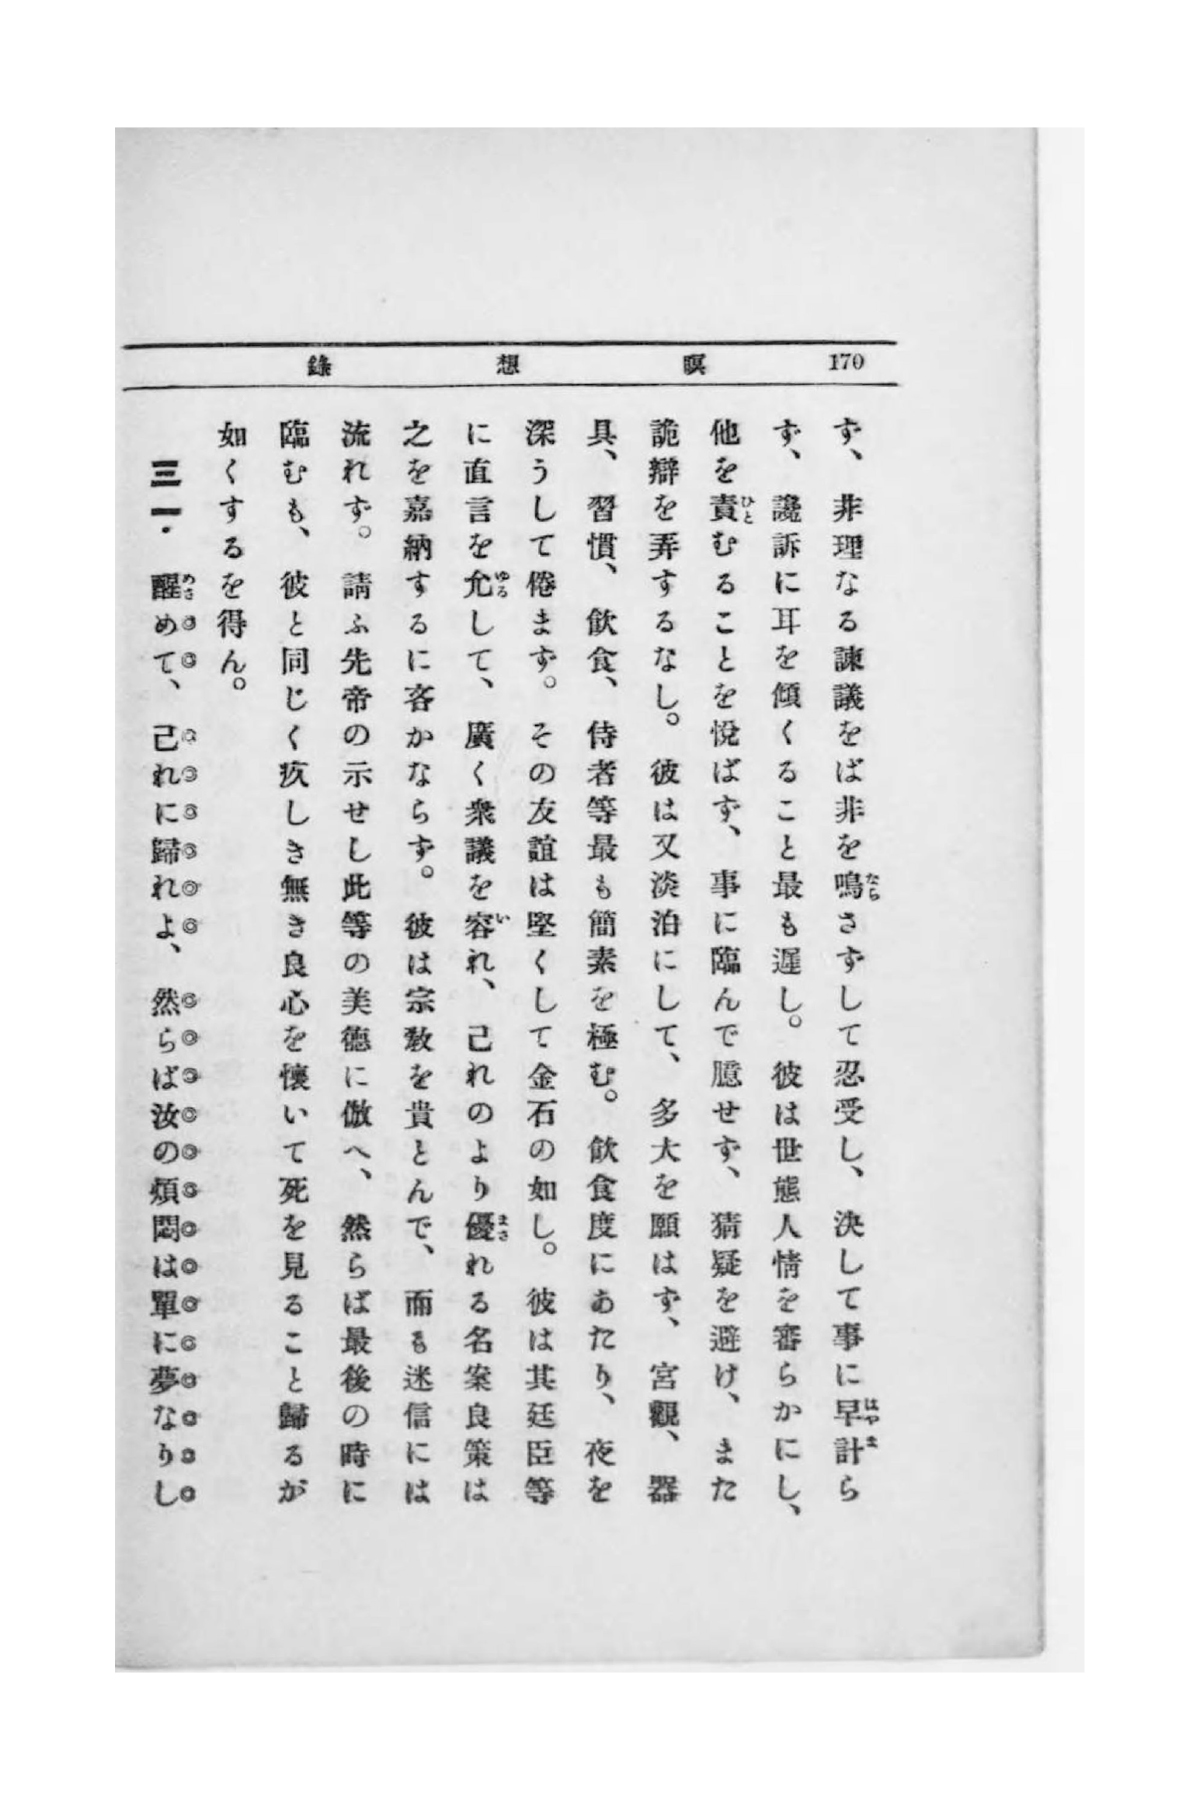 170 瞑想錄
ず、非理なる諫議をば非を鳴さずして忍受し、決して事に早計ら
ず、讒訴に耳を傾くること最も遲し。彼は世態人情を審らかにし、
他を責むることを悅ばず、事に臨んで臆せず、猜疑を避け、また
詭辯を弄するなし。彼は又淡泊にして、多大を願はず、宮觀、器
具、習慣、飮食、侍者等最も簡素を極む。飮食度にあたり、夜を
深うして倦まず。その友誼は堅くして金石の如し。彼は其廷臣等
に直言を允して、廣く衆議を容れ、己れのより優れる名案良策は
之を嘉納するに吝かならず。彼は宗敎を貴とんで、而も迷信には
流れず。請ふ先帝の示せし此等の美德に倣へ、然らば最後の時に
臨むも、彼と同じく疚しき無き良心を懷いて死を見ること歸るが
如くするを得ん。
三一．醒めて、己れに歸れよ、然らば汝の煩悶は單に夢なりし